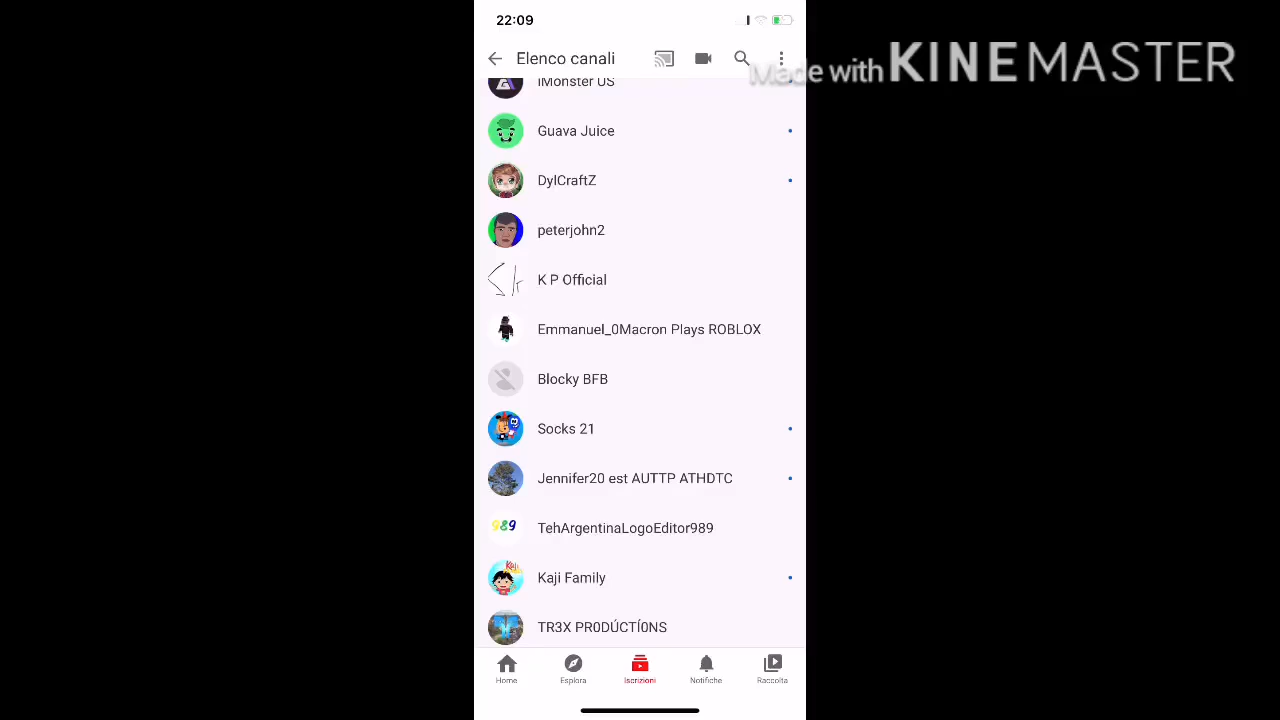 22:09
Elenco canali
Made with KINEMASTER
iMonster US
Guava Juice
DylCraftZ
peterjohn2
K P Official
Emmanuel_0Macron Plays ROBLOX
Blocky BFB
Socks 21
Jennifer20 est AUTTP ATHDTC
989
TehArgentinaLogoEditor989
Kaji Family
TR3X PR0DÚCTÍ0NS
Home Esplora Iscrizioni Notifiche Raccolta